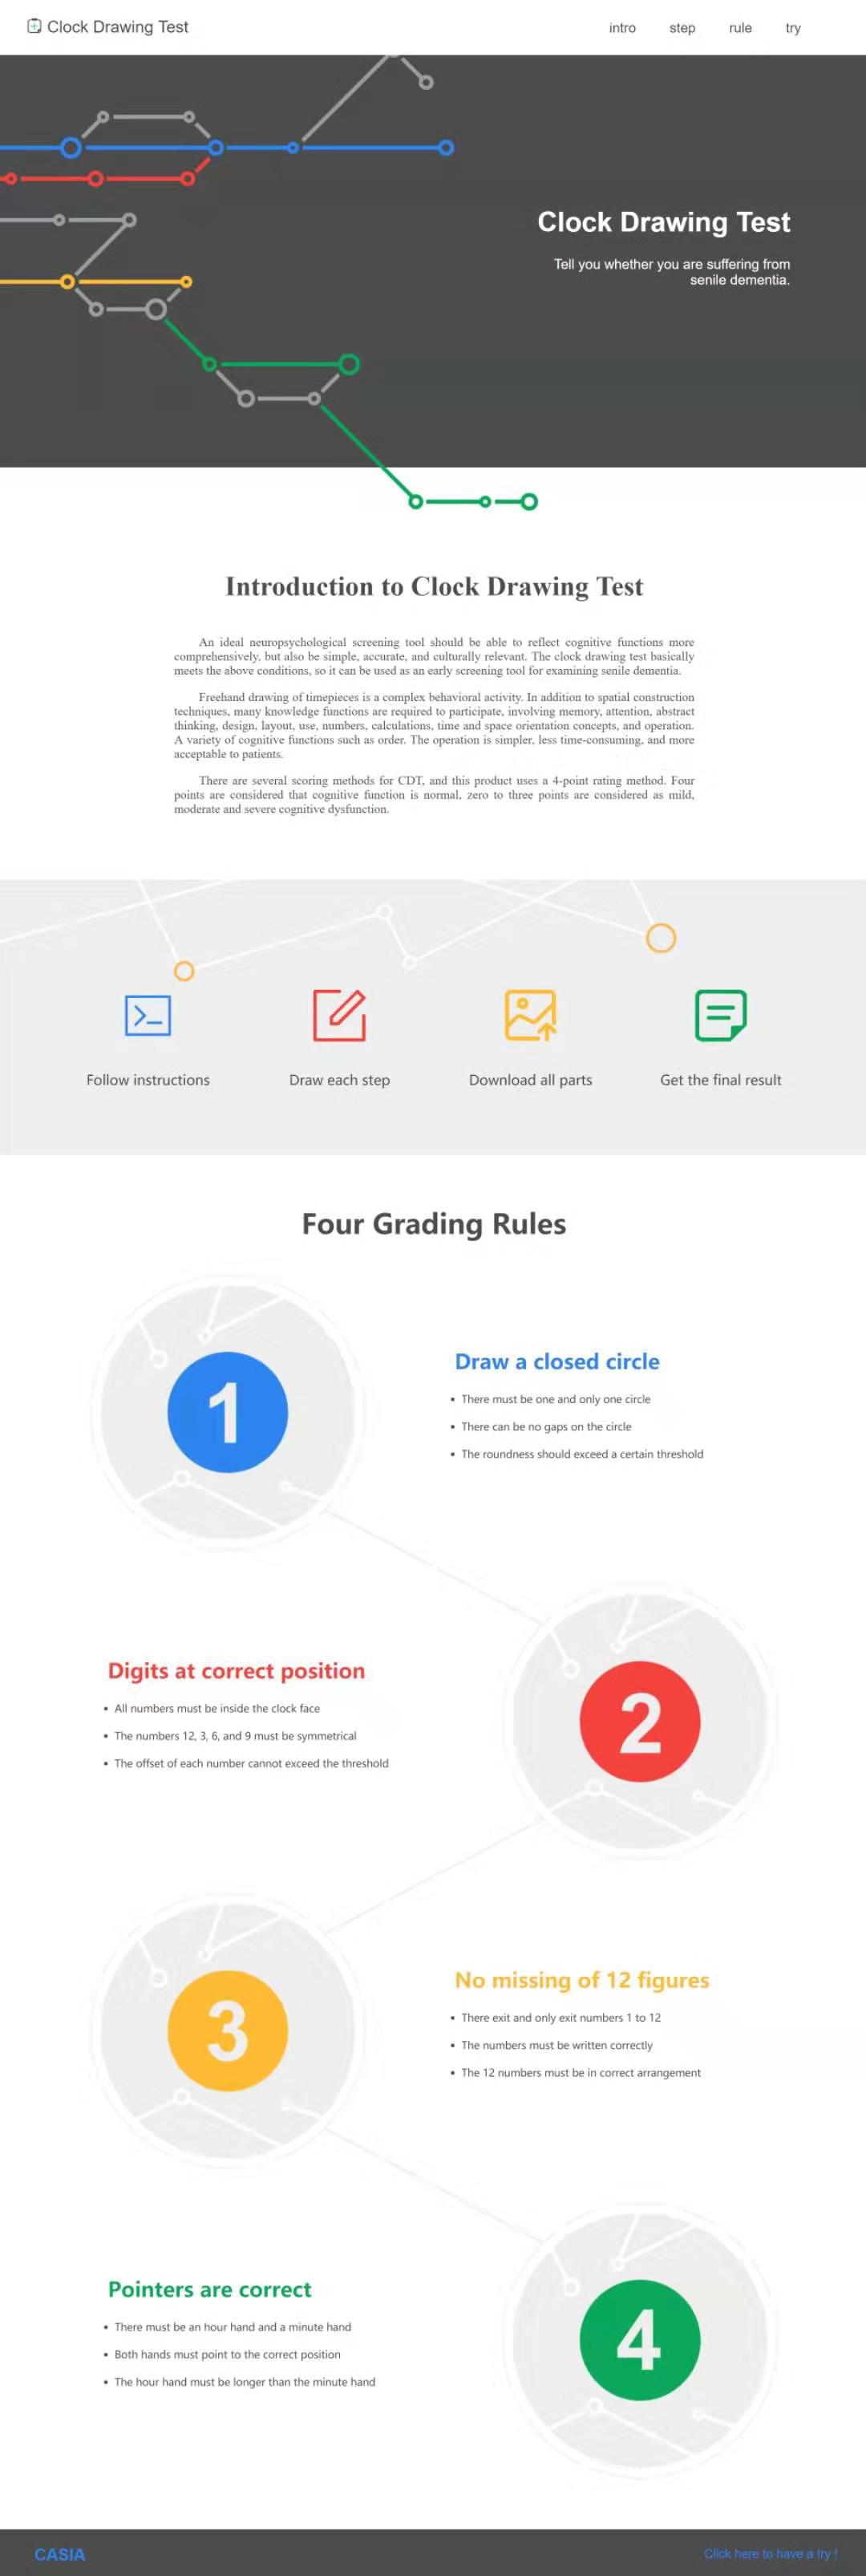 Clock Drawing Test
intro step rule try
Clock Drawing Test
Tell you whether you are suffering from
senile dementia.
Introduction to Clock Drawing Test
An ideal neuropsychological screening tool should be able to reflect cognitive functions more
comprehensively, but also be simple, accurate, and culturally relevant. The clock drawing test basically
meets the above conditions, so it can be used as an early screening tool for examining senile dementia.
Freehand drawing of timepieces is a complex behavioral activity. In addition to spatial construction
techniques, many knowledge functions are required to participate, involving memory, attention, abstract
thinking, design, layout, use, numbers, calculations, time and space orientation concepts, and operation.
A variety of cognitive functions such as order. The operation is simpler, less time-consuming, and more
acceptable to patients.
There are several scoring methods for CDT, and this product uses a 4-point rating method. Four
points are considered that cognitive function is normal, zero to three points are considered as mild,
moderate and severe cognitive dysfunction.
Follow instructions
Draw each step
Download all parts
Get the final result
Four Grading Rules
1
Draw a closed circle
• There must be one and only one circle
• There can be no gaps on the circle
• The roundness should exceed a certain threshold
Digits at correct position
• All numbers must be inside the clock face
• The numbers 12, 3, 6, and 9 must be symmetrical
• The offset of each number cannot exceed the threshold
2
3
No missing of 12 figures
• There exit and only exit numbers 1 to 12
• The numbers must be written correctly
• The 12 numbers must be in correct arrangement
Pointers are correct
• There must be an hour hand and a minute hand
• Both hands must point to the correct position
• The hour hand must be longer than the minute hand
4
CASIA
Click here to have a try !